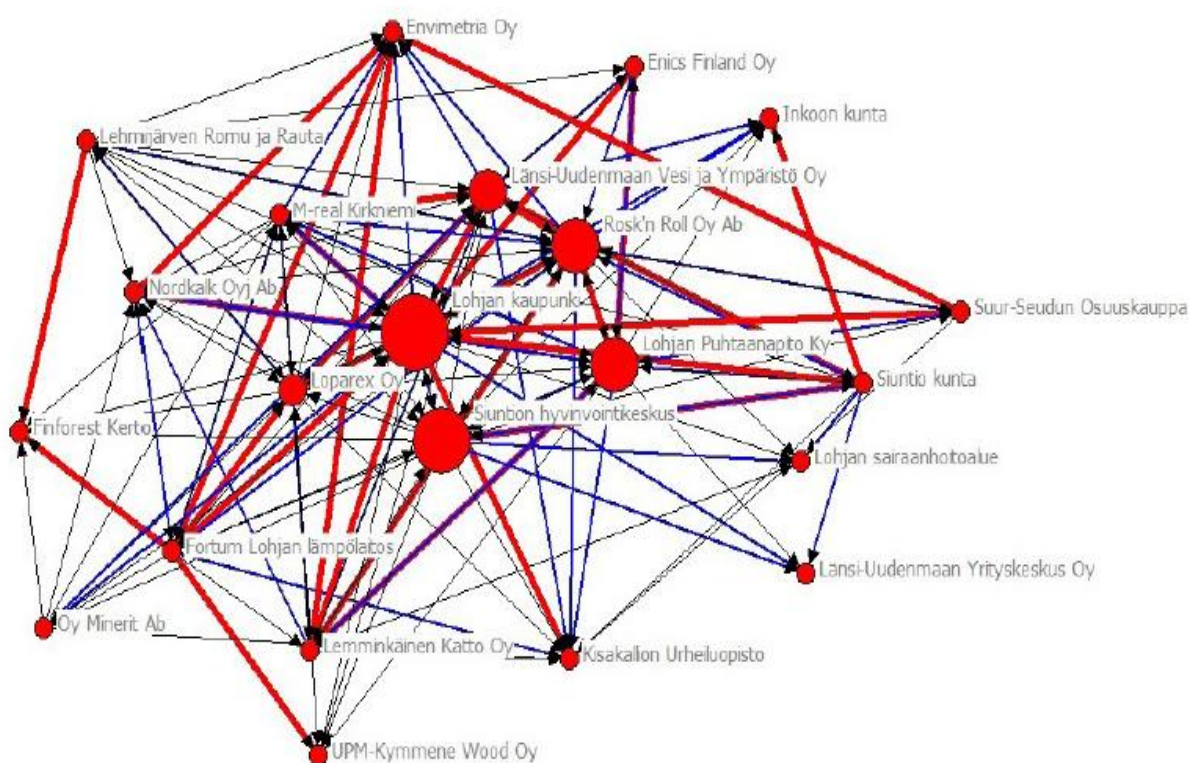 Envimetria Oy
Enics Finland Oy
Inkoon kunta
Lehmijärven Romu ja Rauta
Länsi-Uudenmaan Vesi ja Ympäristö Oy
M-real Kirkniemi
Rosk'n Roll Oy Ab
Nordkalk Oyj Ab
Lohjan kaupunki
Suur-Seudun Osuuskauppa
Lohjan Puhtaanapito Ky
Loparex Oy
Siuntio kunta
Siuntion hyvinvointikeskus
Finforest Kerto
Lohjan sairaanhoitoalue
Fortum Lohjan lämpölaitos
Länsi-Uudenmaan Yrityskeskus Oy
Oy Minerit Ab
Lemminkäinen Katto Oy
Kisakallion Urheiluopisto
UPM-Kymmene Wood Oy